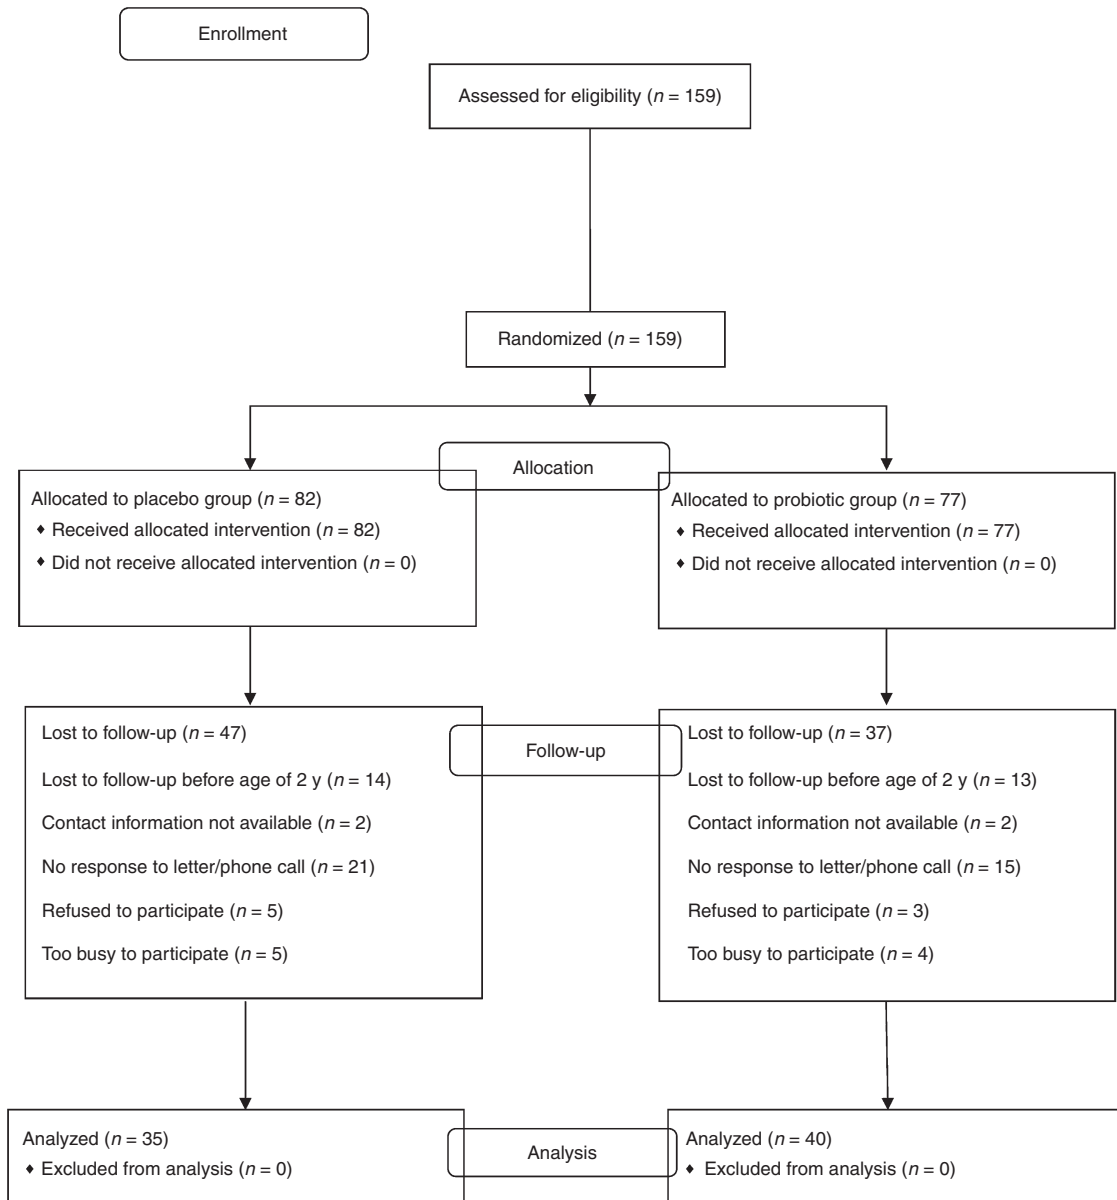 Enrollment
Assessed for eligibility (n = 159)
Randomized (n = 159)
Allocation
Allocated to placebo group (n = 82)
♦ Received allocated intervention (n = 82)
♦ Did not receive allocated intervention (n = 0)
Allocated to probiotic group (n = 77)
♦ Received allocated intervention (n = 77)
♦ Did not receive allocated intervention (n = 0)
Follow-up
Lost to follow-up (n = 47)
Lost to follow-up before age of 2 y (n = 14)
Contact information not available (n = 2)
No response to letter/phone call (n = 21)
Refused to participate (n = 5)
Too busy to participate (n = 5)
Lost to follow-up (n = 37)
Lost to follow-up before age of 2 y (n = 13)
Contact information not available (n = 2)
No response to letter/phone call (n = 15)
Refused to participate (n = 3)
Too busy to participate (n = 4)
Analysis
Analyzed (n = 35)
♦ Excluded from analysis (n = 0)
Analyzed (n = 40)
♦ Excluded from analysis (n = 0)